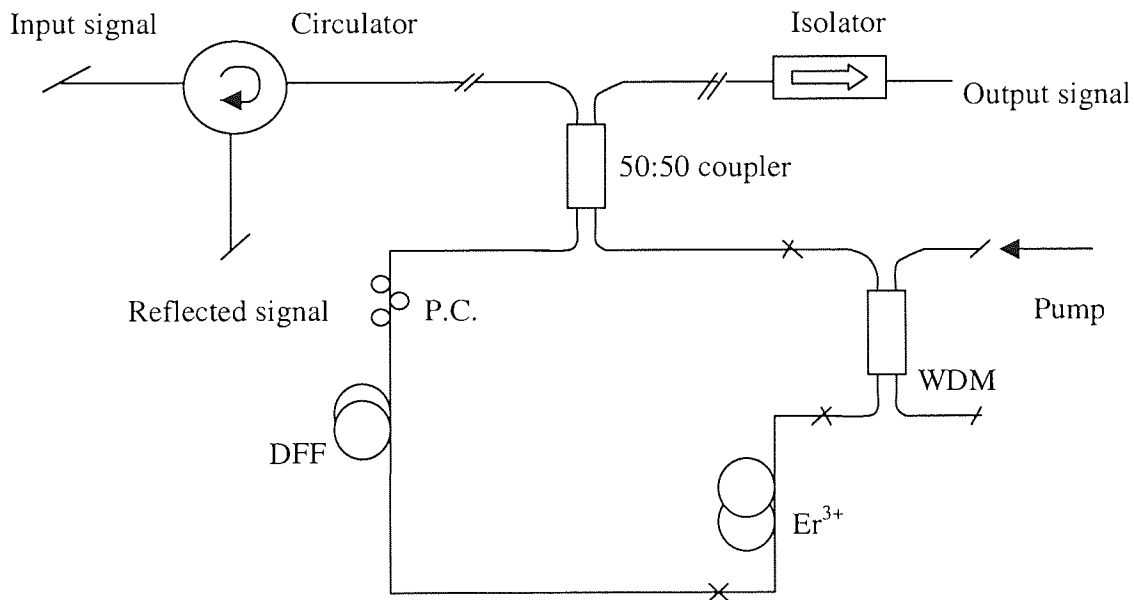 Input signal
Circulator
Isolator
Output signal
50:50 coupler
Reflected signal
P.C.
Pump
WDM
DFF
Er³⁺